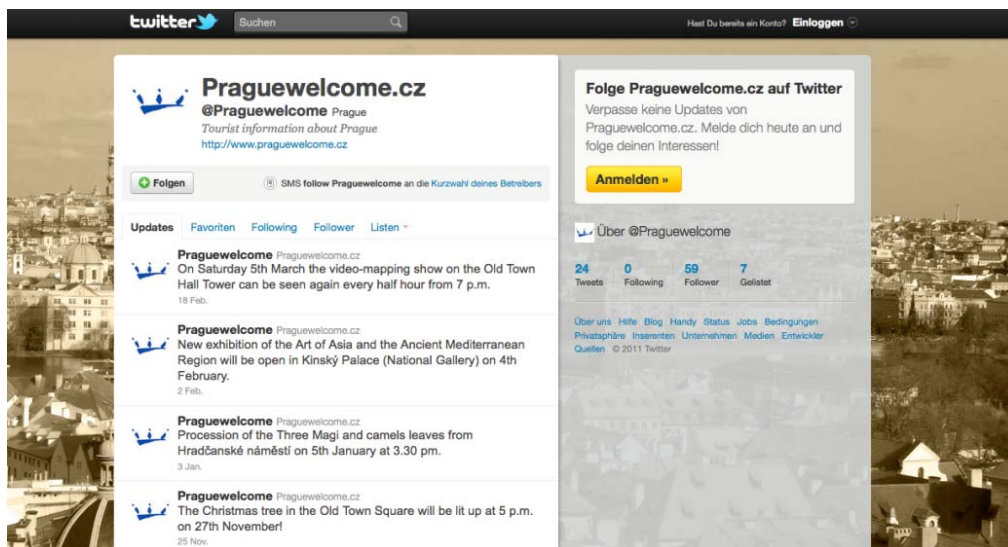 twitter
Suchen
Hast Du bereits ein Konto? Einloggen
Praguewelcome.cz
@Praguewelcome Prague
Tourist information about Prague
http://www.praguewelcome.cz
Folgen
SMS follow Praguewelcome an die Kurzwahl deines Betreibers
Updates Favoriten Following Follower Listen
Praguewelcome Praguewelcome.cz
On Saturday 5th March the video-mapping show on the Old Town
Hall Tower can be seen again every half hour from 7 p.m.
18 Feb.
Praguewelcome Praguewelcome.cz
New exhibition of the Art of Asia and the Ancient Mediterranean
Region will be open in Kinský Palace (National Gallery) on 4th
February.
2 Feb.
Praguewelcome Praguewelcome.cz
Procession of the Three Magi and camels leaves from
Hradčanské náměstí on 5th January at 3.30 pm.
3 Jan.
Praguewelcome Praguewelcome.cz
The Christmas tree in the Old Town Square will be lit up at 5 p.m.
on 27th November!
25 Nov.
Folge Praguewelcome.cz auf Twitter
Verpasse keine Updates von
Praguewelcome.cz. Melde dich heute an und
folge deinen Interessen!
Anmelden »
Über @Praguewelcome
24 0 59 7
Tweets Following Follower Gelistet
Über uns Hilfe Blog Handy Status Jobs Bedingungen
Privatsphäre Inserenten Unternehmen Medien Entwickler
Quellen © 2011 Twitter